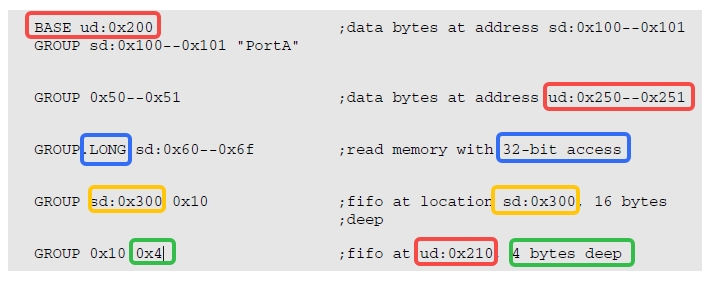 BASE ud:0x200 ;data bytes at address sd:0x100--0x101
GROUP sd:0x100--0x101 "PortA"
GROUP 0x50--0x51 ;data bytes at address ud:0x250--0x251
GROUP.LONG sd:0x60--0x6f ;read memory with 32-bit access
GROUP sd:0x300 0x10 ;fifo at location sd:0x300, 16 bytes
;deep
GROUP 0x10 0x4 ;fifo at ud:0x210, 4 bytes deep